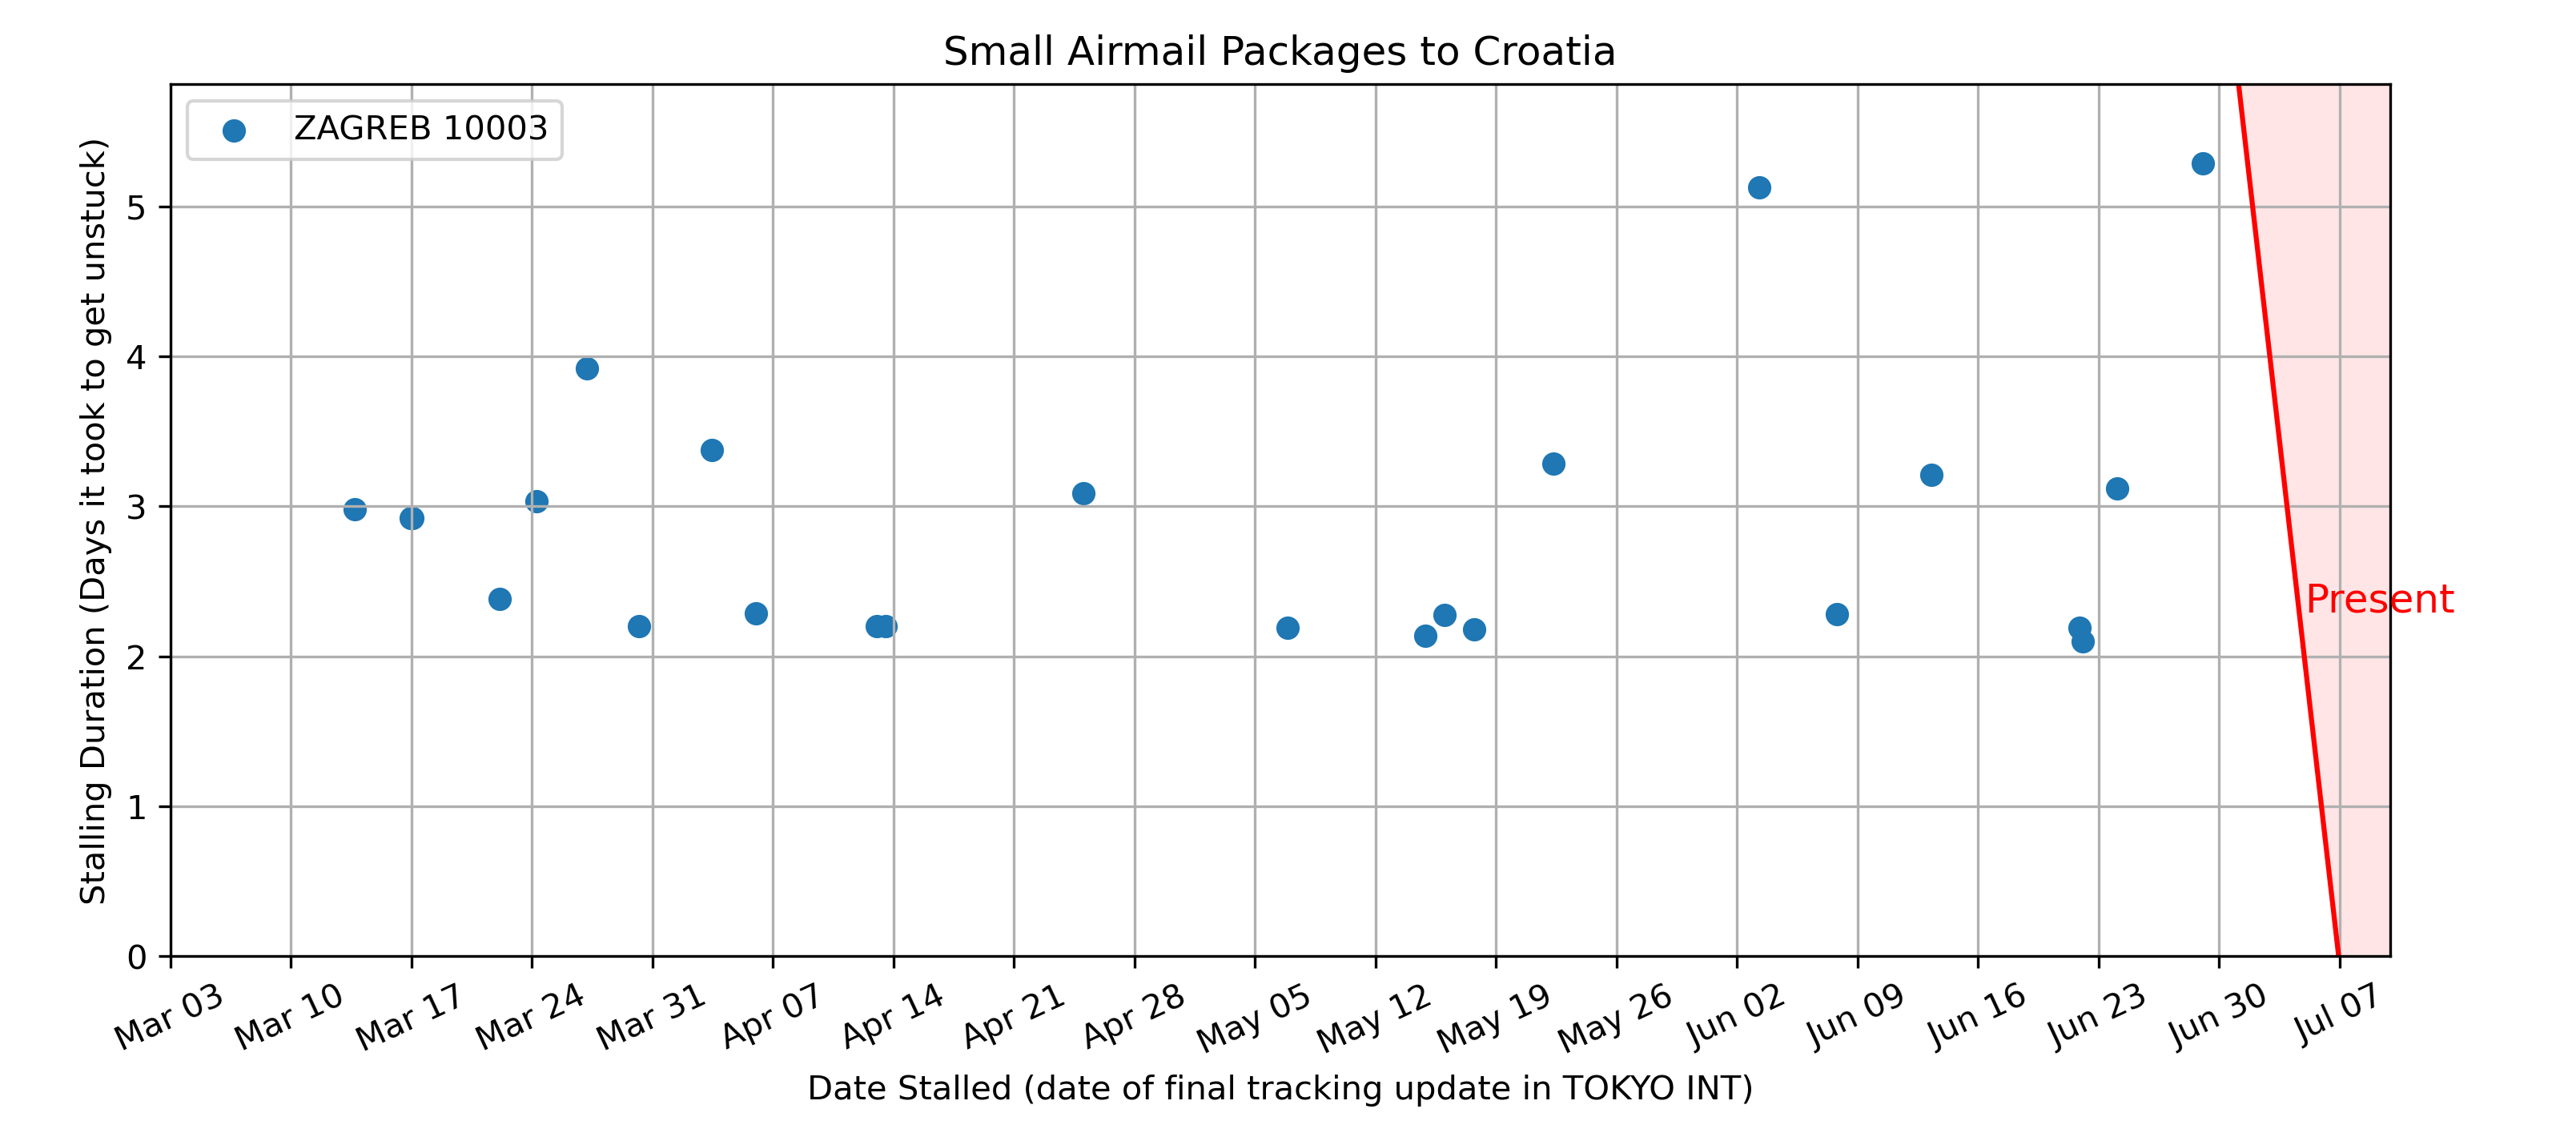 Small Airmail Packages to Croatia
ZAGREB 10003
Stalling Duration (Days it took to get unstuck)
5
4
3
2
1
0
Present
Mar 03
Mar 10
Mar 17
Mar 24
Mar 31
Apr 07
Apr 14
Apr 21
Apr 28
May 05
May 12
May 19
May 26
Jun 02
Jun 09
Jun 16
Jun 23
Jun 30
Jul 07
Date Stalled (date of final tracking update in TOKYO INT)